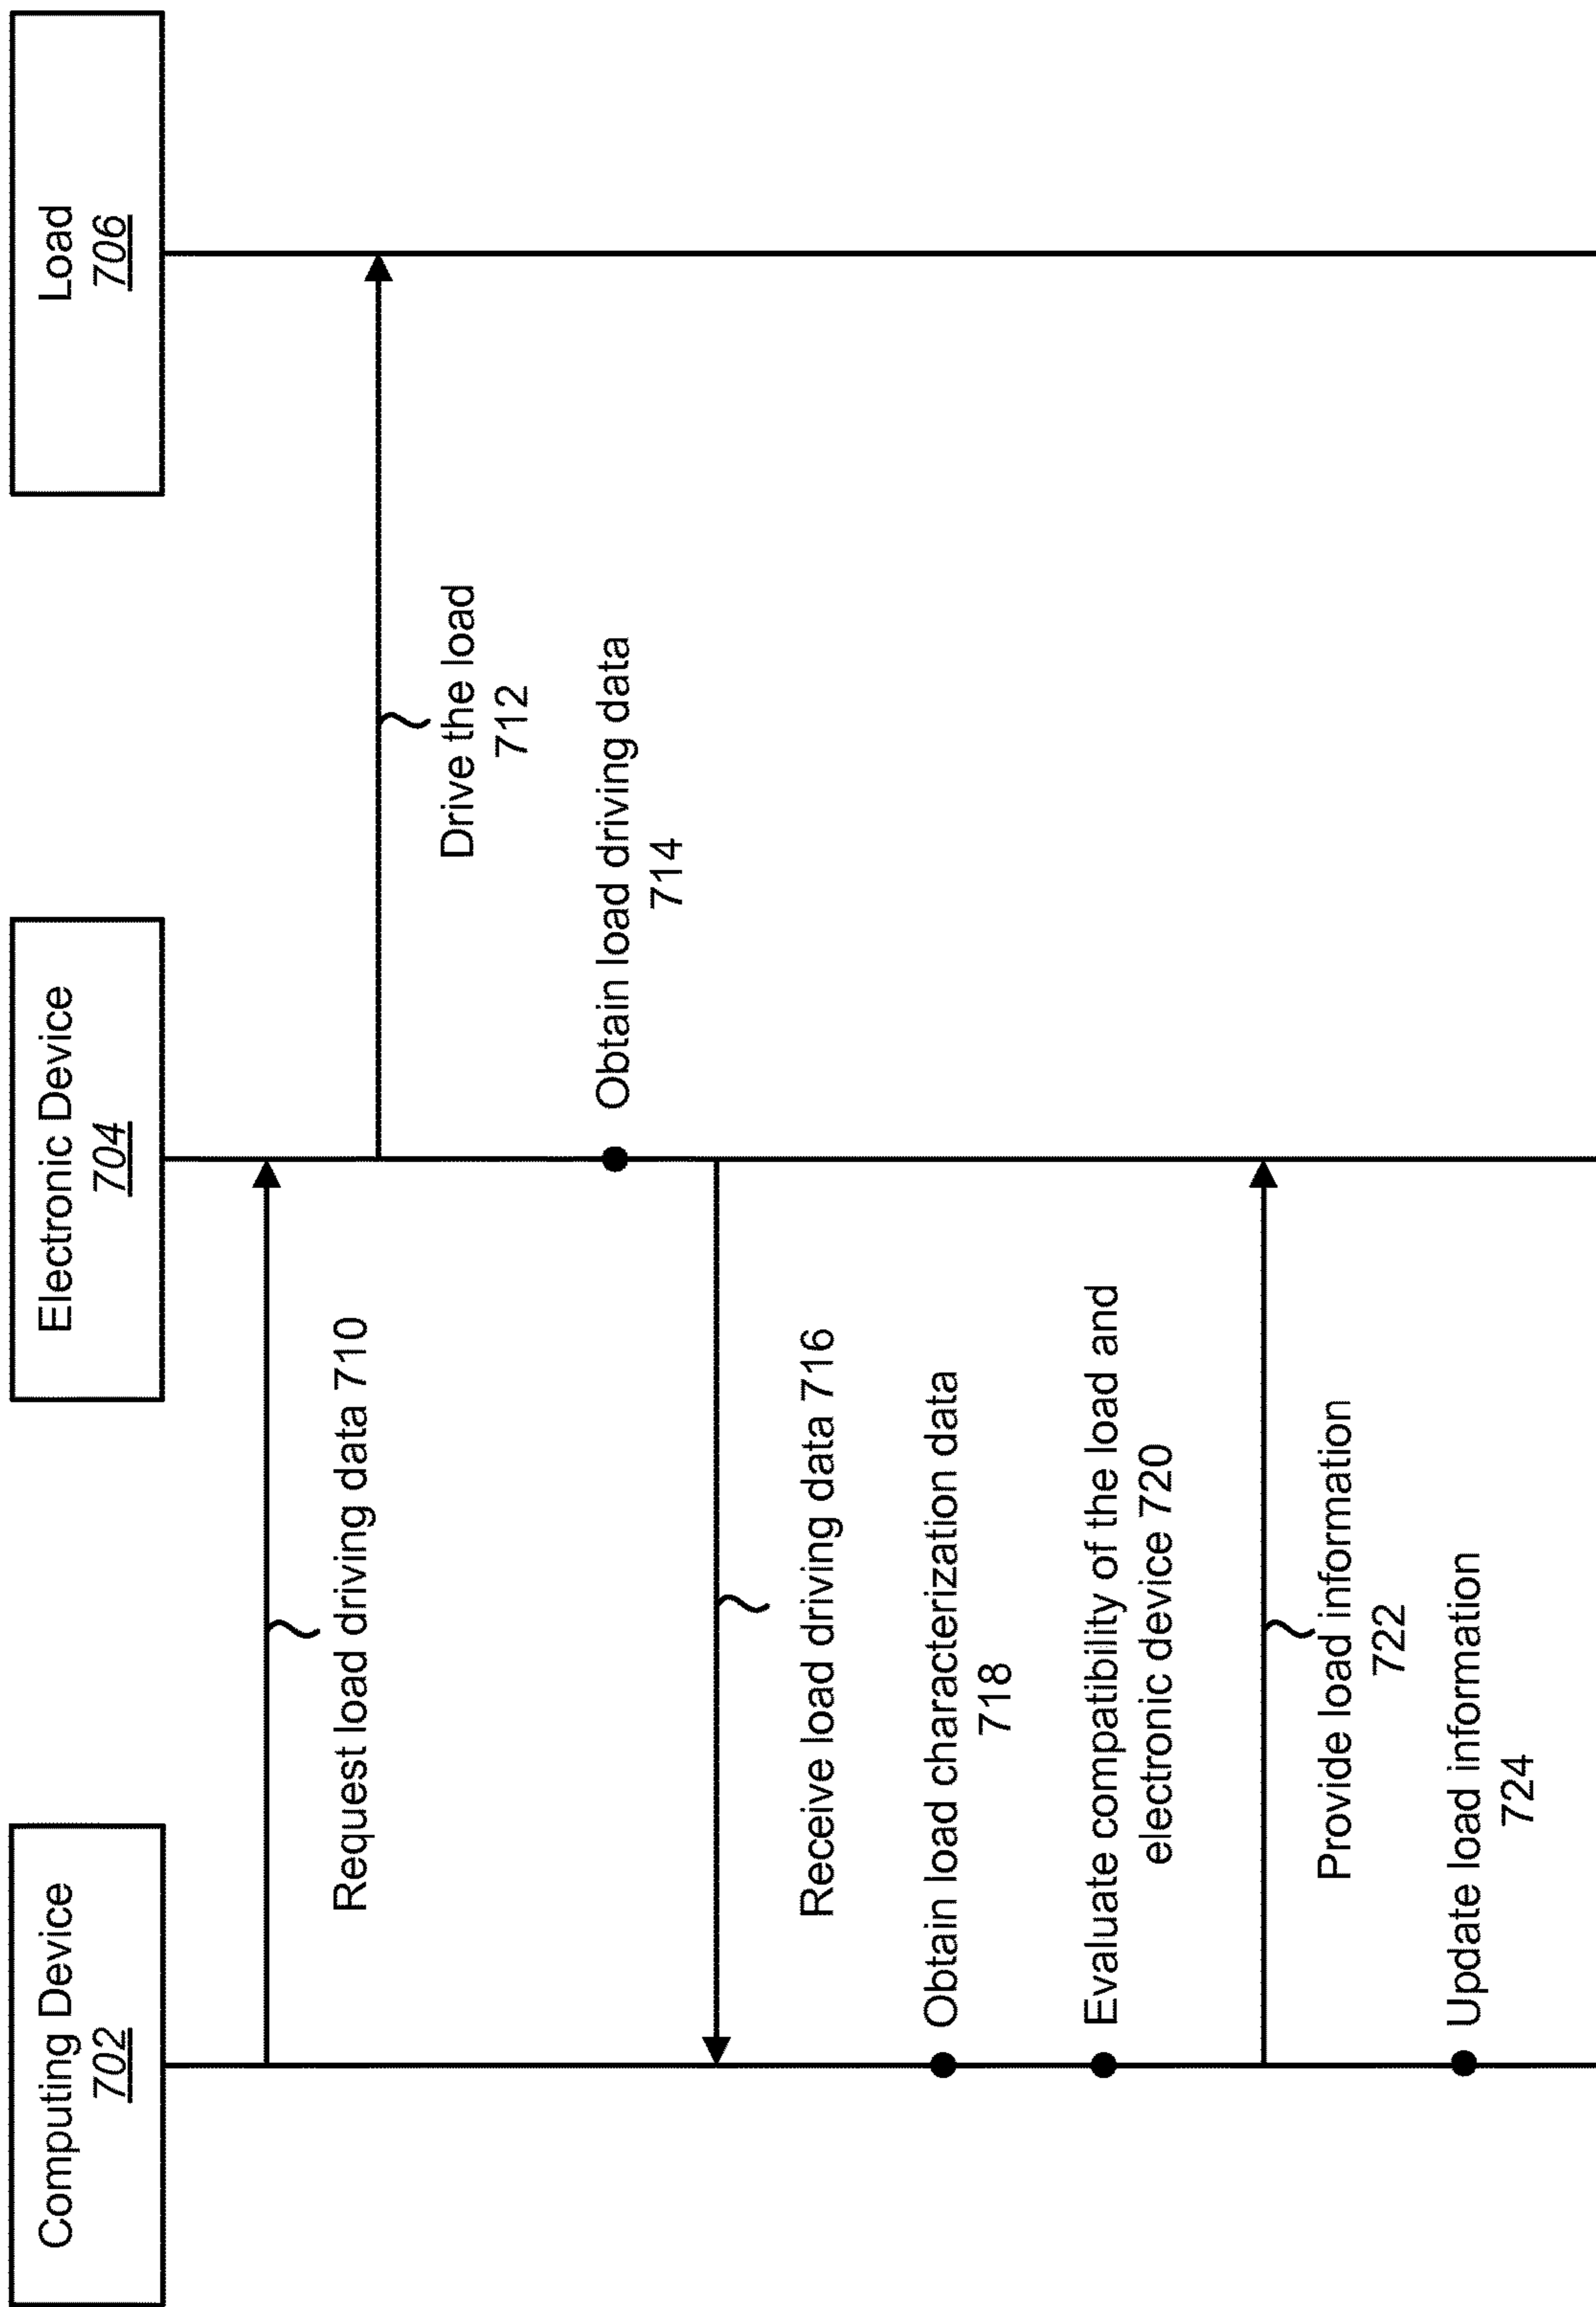 Computing Device
702
Electronic Device
704
Load
706
Request load driving data 710
Drive the load
712
Obtain load driving data
714
Receive load driving data 716
Obtain load characterization data
718
Evaluate compatibility of the load and
electronic device 720
Provide load information
722
Update load information
724